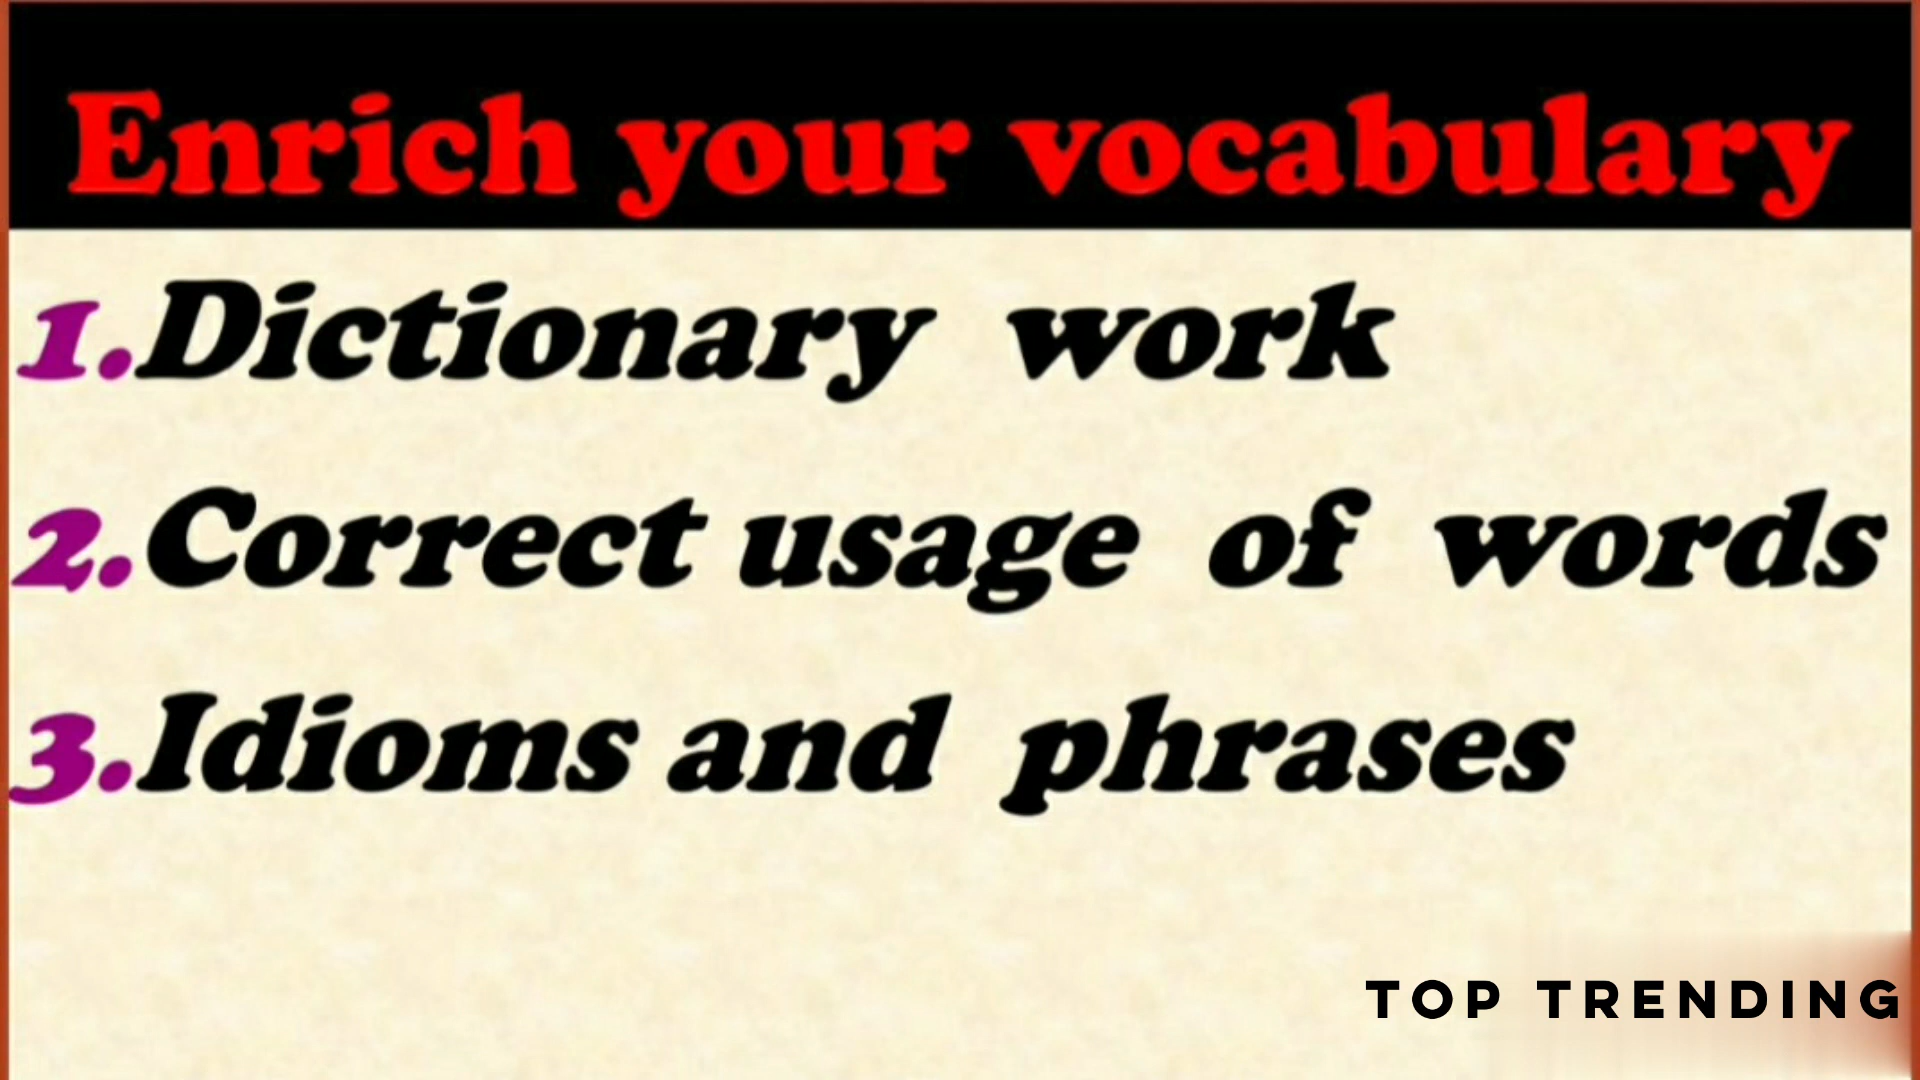 Enrich your vocabulary
1.Dictionary work
2.Correct usage of words
3.Idioms and phrases
TOP TRENDING